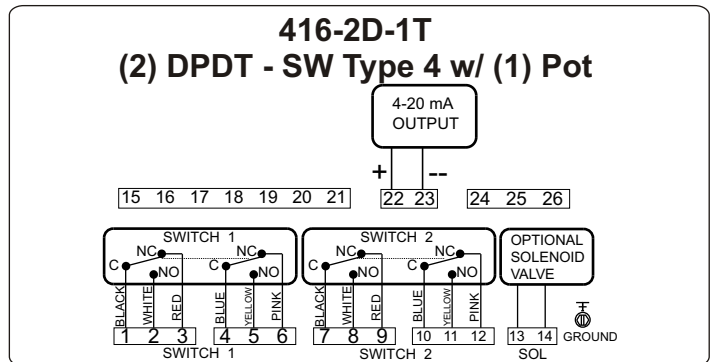 416-2D-1T
(2) DPDT - SW Type 4 w/ (1) Pot
4-20 mA
OUTPUT
+ --
15 16 17 18 19 20 21 22 23 24 25 26
SWITCH 1 SWITCH 2 OPTIONAL
SOLENOID
VALVE
NC NC NC NC
C C C C
NO NO NO NO
BLACK WHITE RED BLUE YELLOW PINK BLACK WHITE RED BLUE YELLOW PINK
1 2 3 4 5 6 7 8 9 10 11 12 13 14 GROUND
SWITCH 1 SWITCH 2 SOL